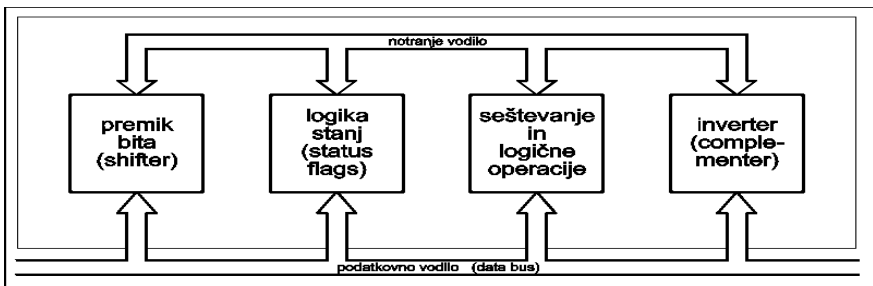 notranje vodilo
premik
bita
(shifter)
logika
stanj
(status
flags)
seštevanje
in
logične
operacije
inverter
(comple-
menter)
podatkovno vodilo (data bus)